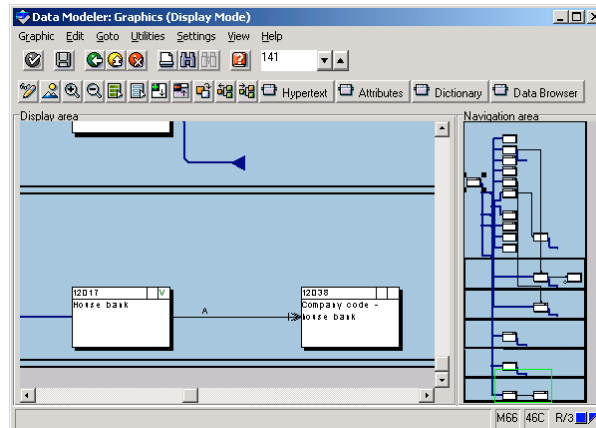 Data Modeler: Graphics (Display Mode)
Graphic Edit Goto Utilities Settings View Help
141
Hypertext Attributes Dictionary Data Browser
Display area
Navigation area
12017 V
House bank
A
12038
Company code -
house bank
M66 46C R/3